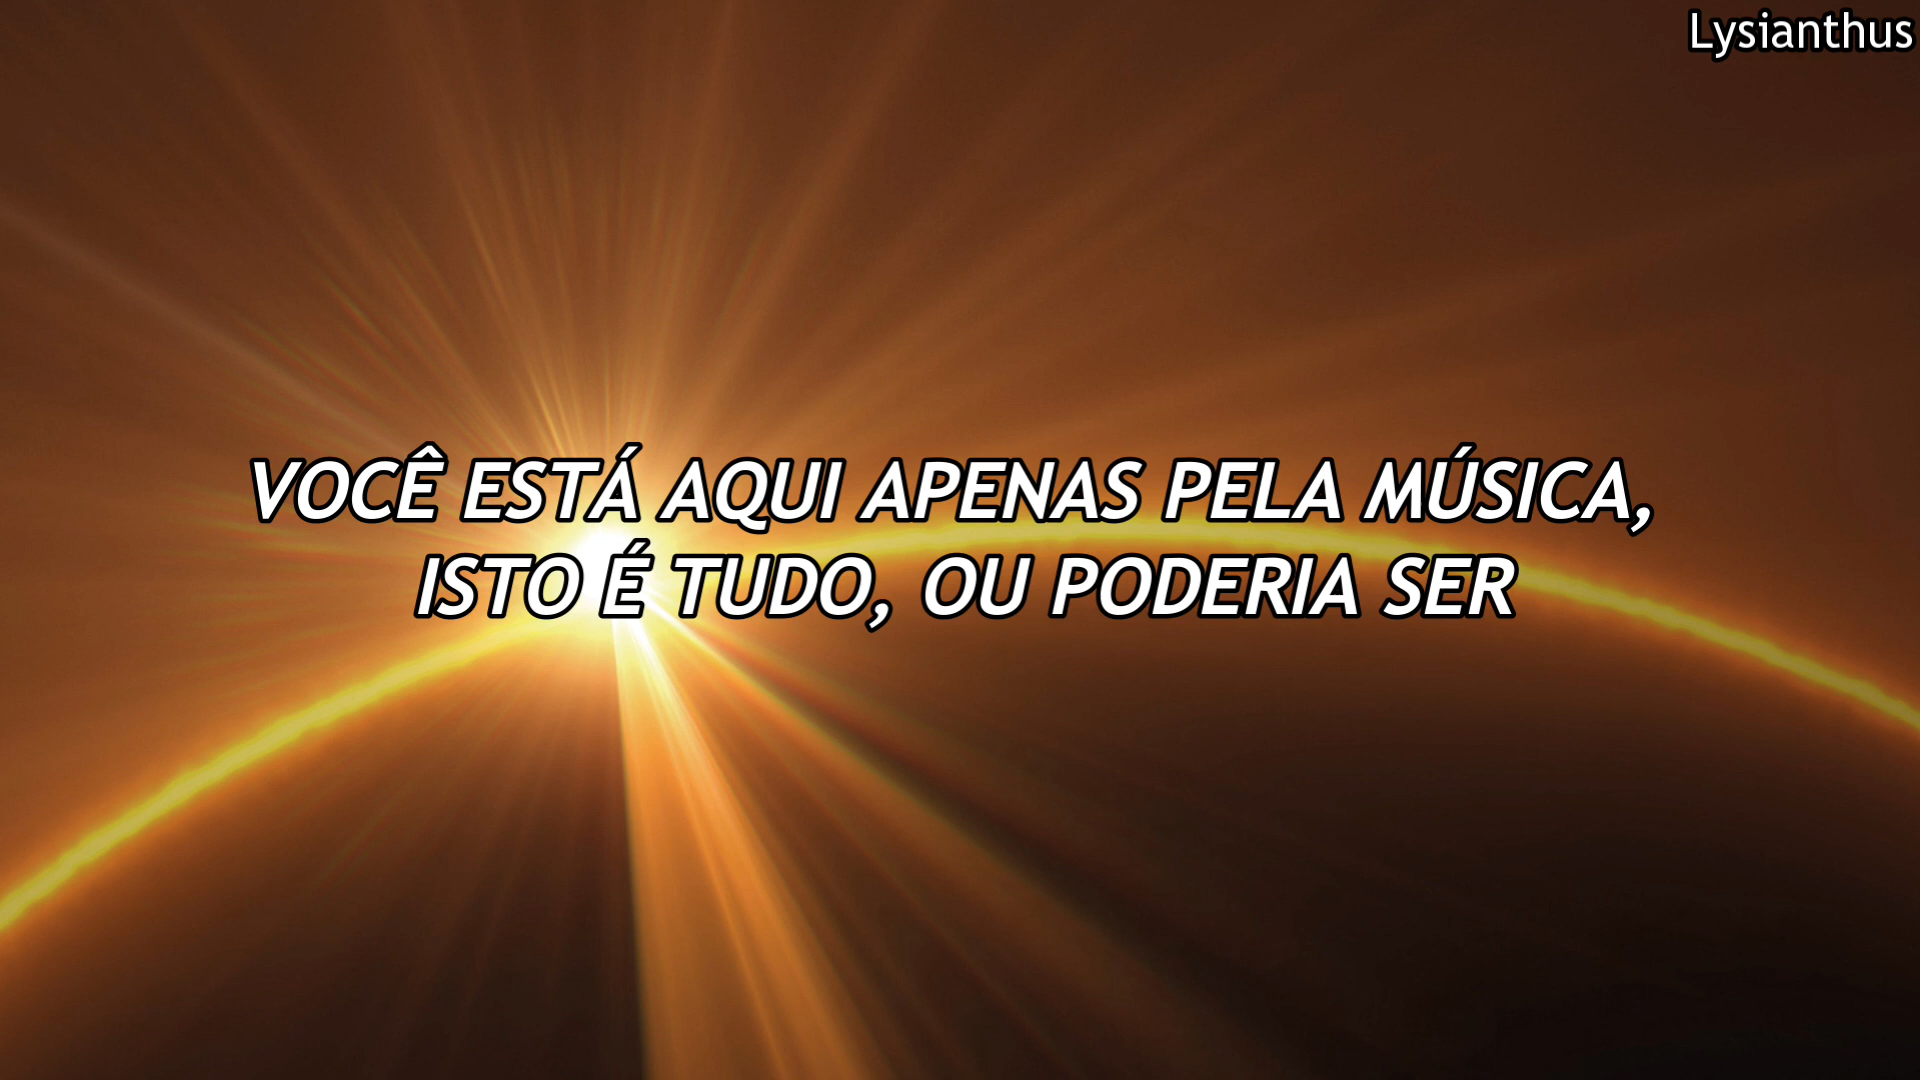 Lysianthus
VOCÊ ESTÁ AQUI APENAS PELA MÚSICA,
ISTO É TUDO, OU PODERIA SER